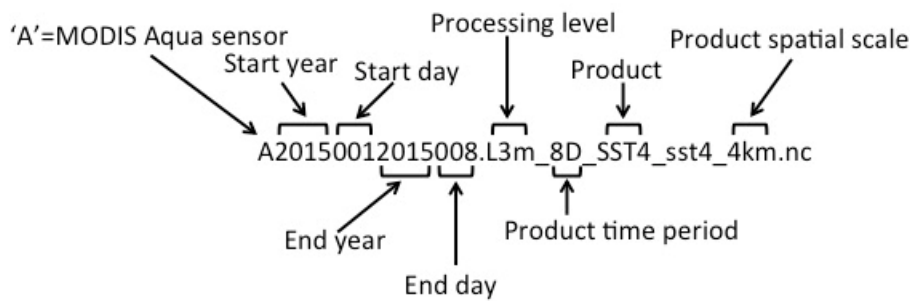 Processing level
'A'=MODIS Aqua sensor
Product spatial scale
Start year
Start day
Product
A20150012015008.L3m_8D_SST4_sst4_4km.nc
End year
Product time period
End day